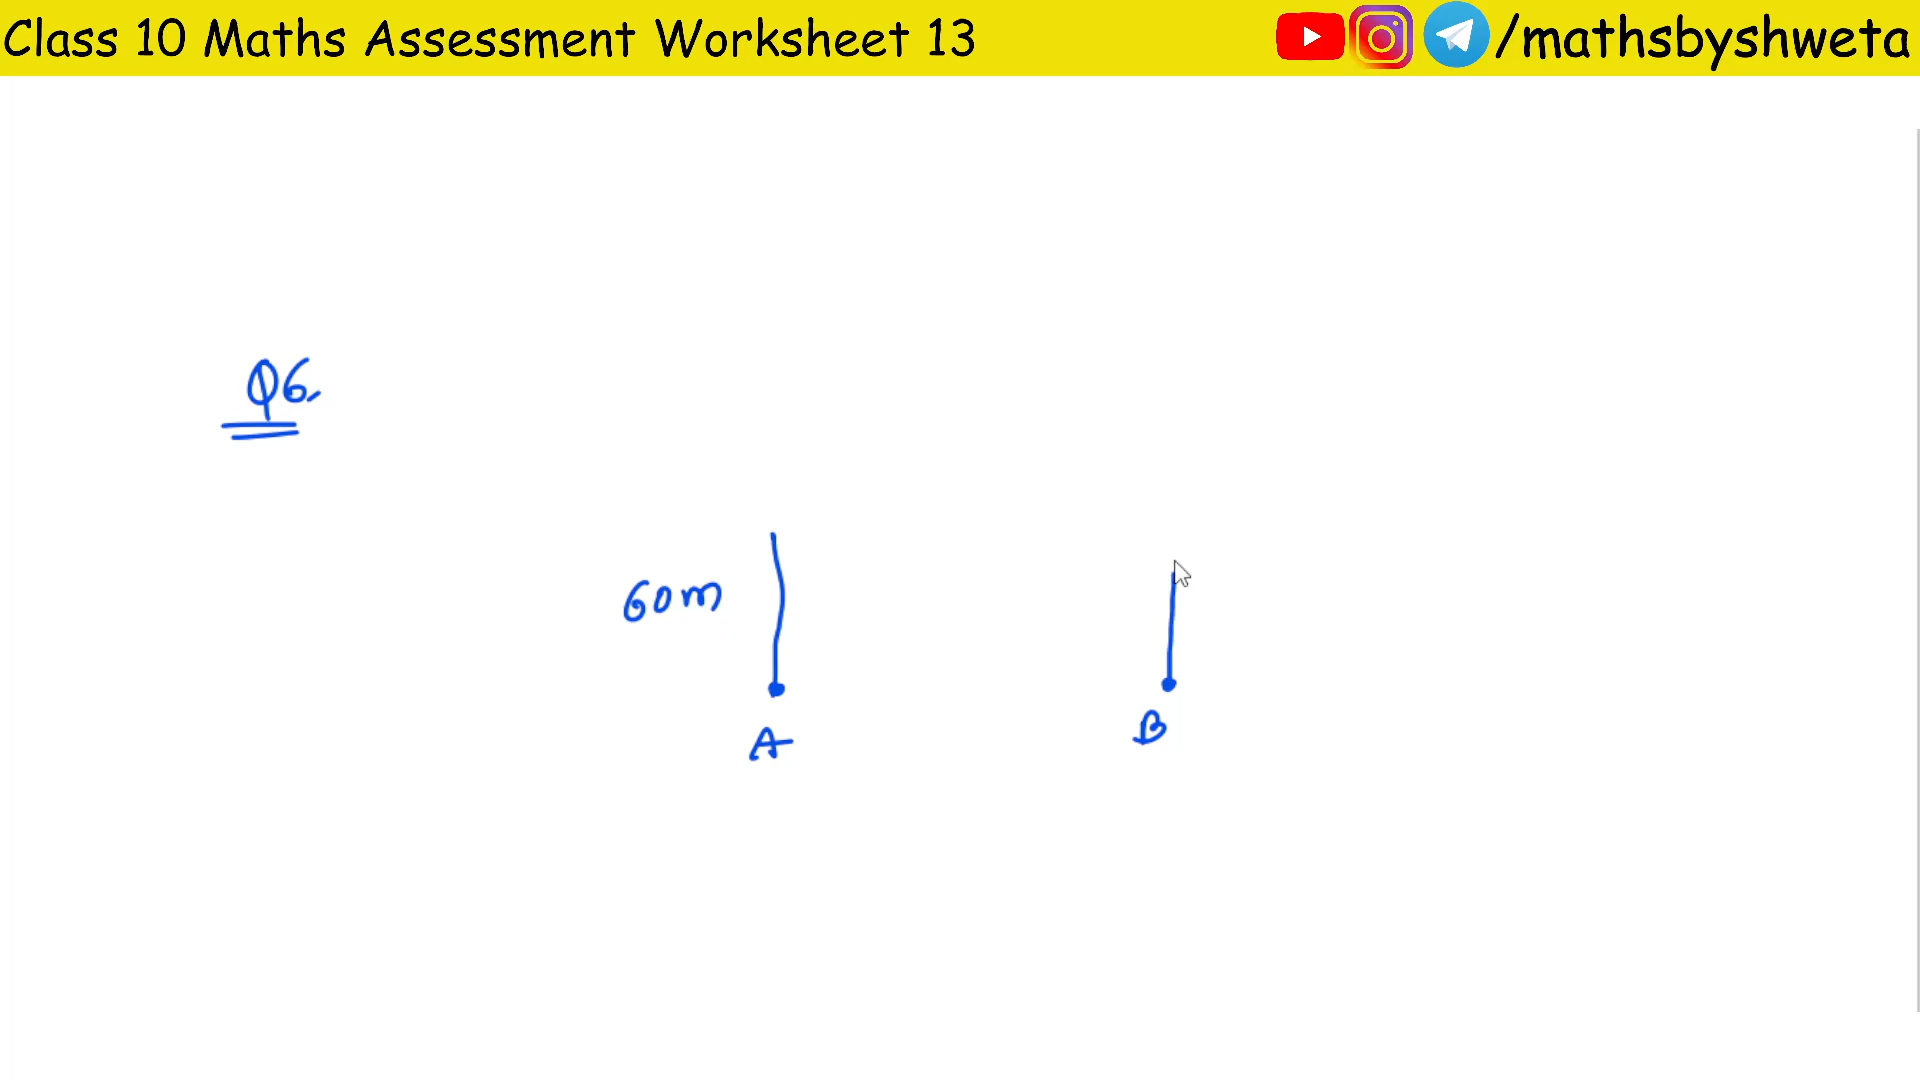 Class 10 Maths Assessment Worksheet 13
/mathsbyshweta
Q6.
60m
A
B